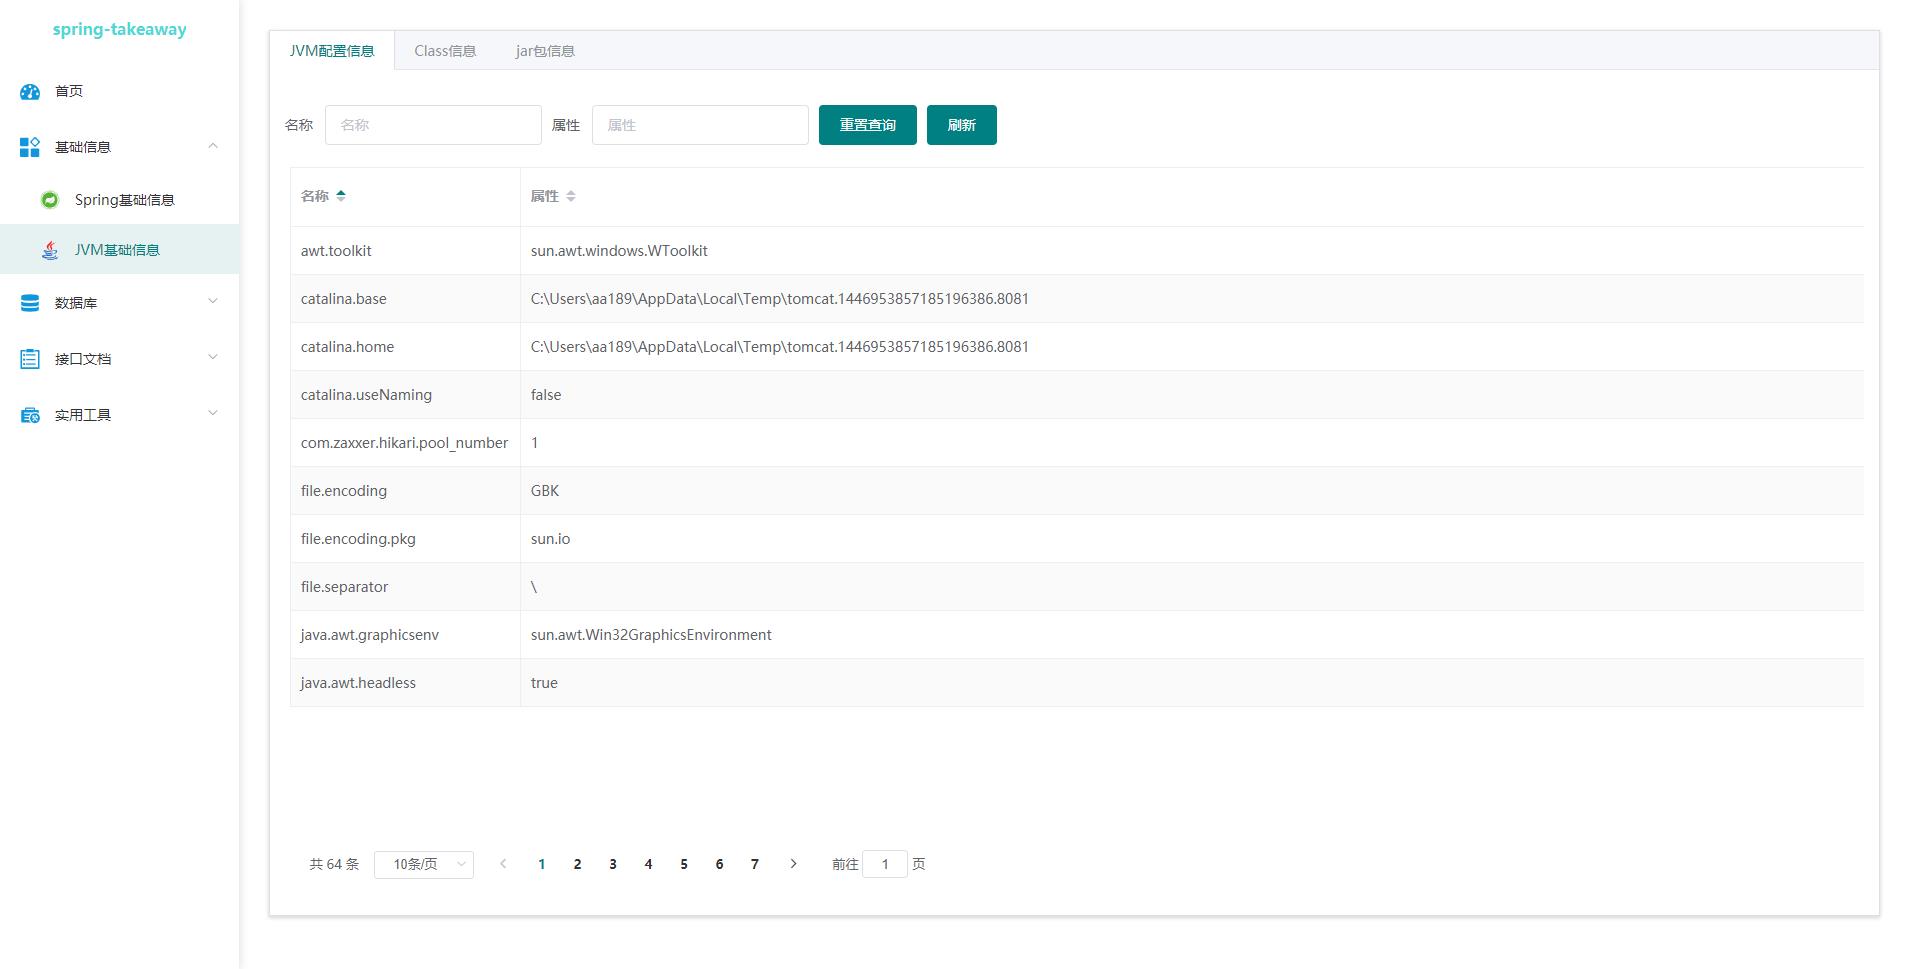 spring-takeaway
首页
基础信息
Spring基础信息
JVM基础信息
数据库
接口文档
实用工具
JVM配置信息 Class信息 jar包信息
名称 名称 属性 属性 重置查询 刷新
名称 属性
awt.toolkit sun.awt.windows.WToolkit
catalina.base C:\Users\aa189\AppData\Local\Temp\tomcat.1446953857185196386.8081
catalina.home C:\Users\aa189\AppData\Local\Temp\tomcat.1446953857185196386.8081
catalina.useNaming false
com.zaxxer.hikari.pool_number 1
file.encoding GBK
file.encoding.pkg sun.io
file.separator \
java.awt.graphicsenv sun.awt.Win32GraphicsEnvironment
java.awt.headless true
共 64 条 10条/页 1 2 3 4 5 6 7 前往 1 页